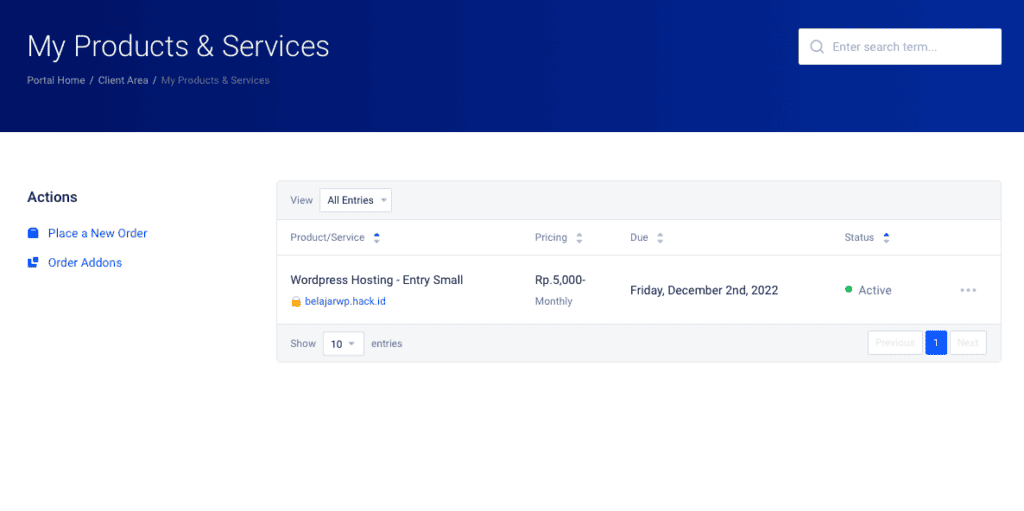 My Products & Services
Enter search term...
Portal Home / Client Area / My Products & Services
Actions
Place a New Order
Order Addons
View All Entries
Product/Service Pricing Due Status
Wordpress Hosting - Entry Small Rp.5,000- Friday, December 2nd, 2022 Active
belajarwp.hack.id Monthly
Show 10 entries Previous 1 Next